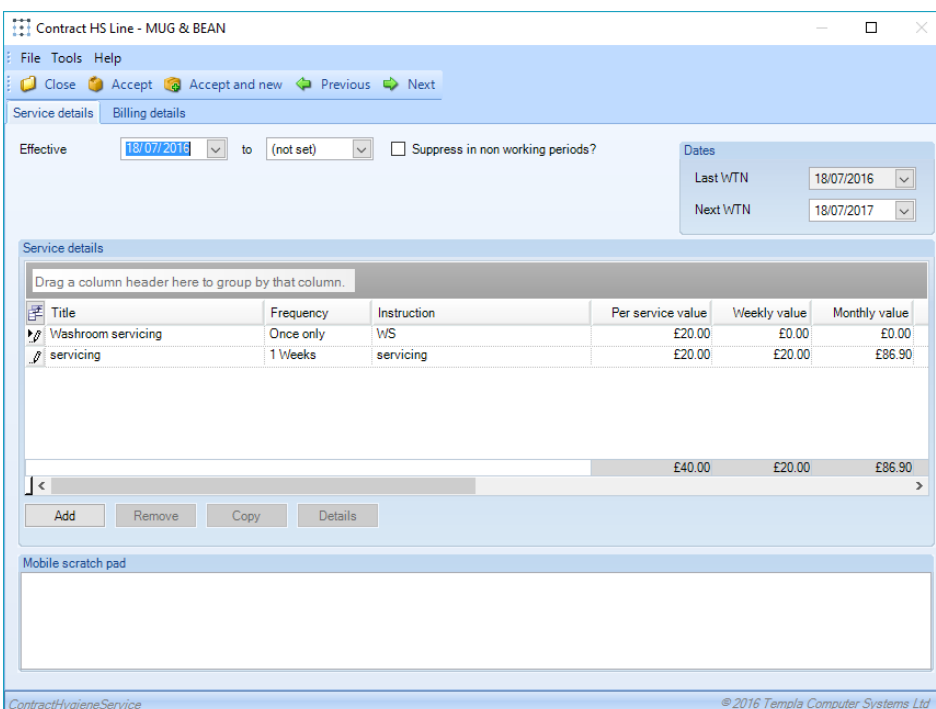 Contract HS Line - MUG & BEAN
File Tools Help
Close Accept Accept and new Previous Next
Service details Billing details
Effective 18/07/2016 to (not set) Suppress in non working periods?
Dates
Last WTN 18/07/2016
Next WTN 18/07/2017
Service details
Drag a column header here to group by that column.
Title Frequency Instruction Per service value Weekly value Monthly value
Washroom servicing Once only WS £20.00 £0.00 £0.00
servicing 1 Weeks servicing £20.00 £20.00 £86.90
£40.00 £20.00 £86.90
Add Remove Copy Details
Mobile scratch pad
ContractHygieneService © 2016 Templa Computer Systems Ltd